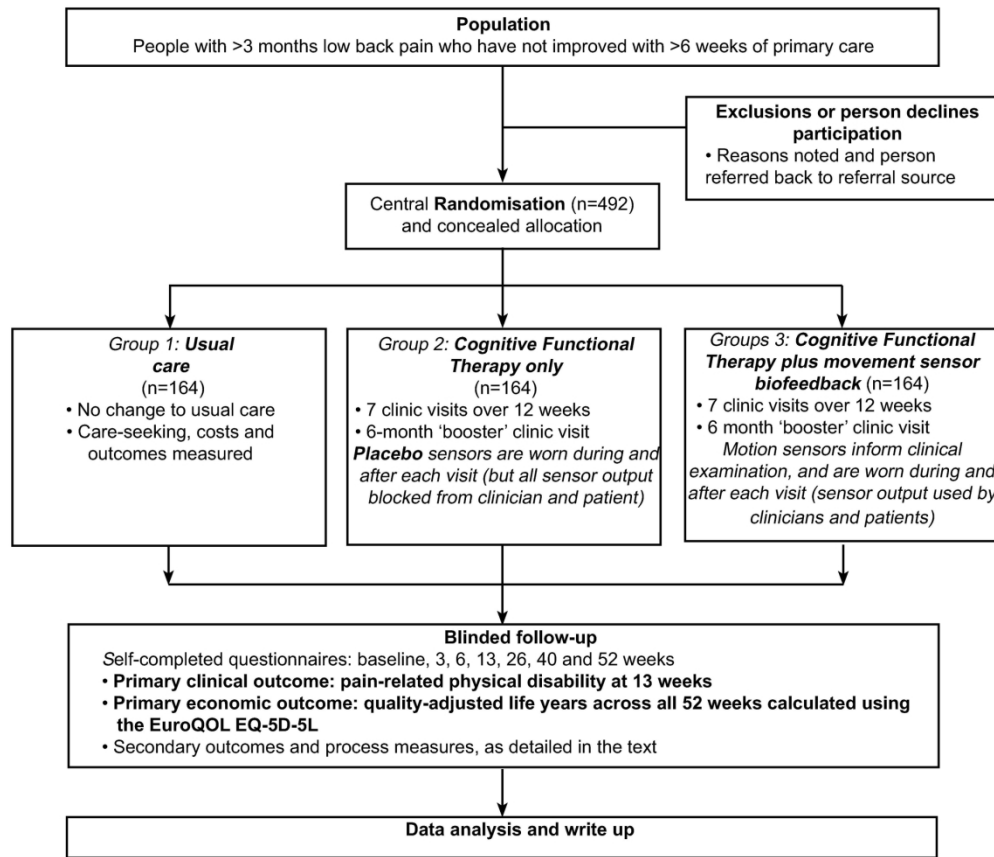 Population
People with >3 months low back pain who have not improved with >6 weeks of primary care
Exclusions or person declines
participation
• Reasons noted and person
referred back to referral source
Central Randomisation (n=492)
and concealed allocation
Group 1: Usual
care
(n=164)
• No change to usual care
• Care-seeking, costs and
outcomes measured
Group 2: Cognitive Functional
Therapy only
(n=164)
• 7 clinic visits over 12 weeks
• 6-month ‘booster’ clinic visit
Placebo sensors are worn during and
after each visit (but all sensor output
blocked from clinician and patient)
Groups 3: Cognitive Functional
Therapy plus movement sensor
biofeedback (n=164)
• 7 clinic visits over 12 weeks
• 6 month ‘booster’ clinic visit
Motion sensors inform clinical
examination, and are worn during and
after each visit (sensor output used by
clinicians and patients)
Blinded follow-up
Self-completed questionnaires: baseline, 3, 6, 13, 26, 40 and 52 weeks
• Primary clinical outcome: pain-related physical disability at 13 weeks
• Primary economic outcome: quality-adjusted life years across all 52 weeks calculated using
the EuroQOL EQ-5D-5L
• Secondary outcomes and process measures, as detailed in the text
Data analysis and write up